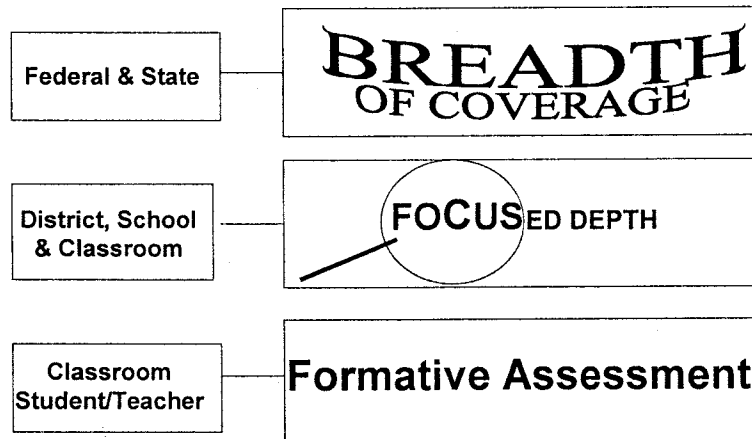 Federal & State
BREADTH
OF COVERAGE
District, School
& Classroom
FOCUSED DEPTH
Classroom
Student/Teacher
Formative Assessment